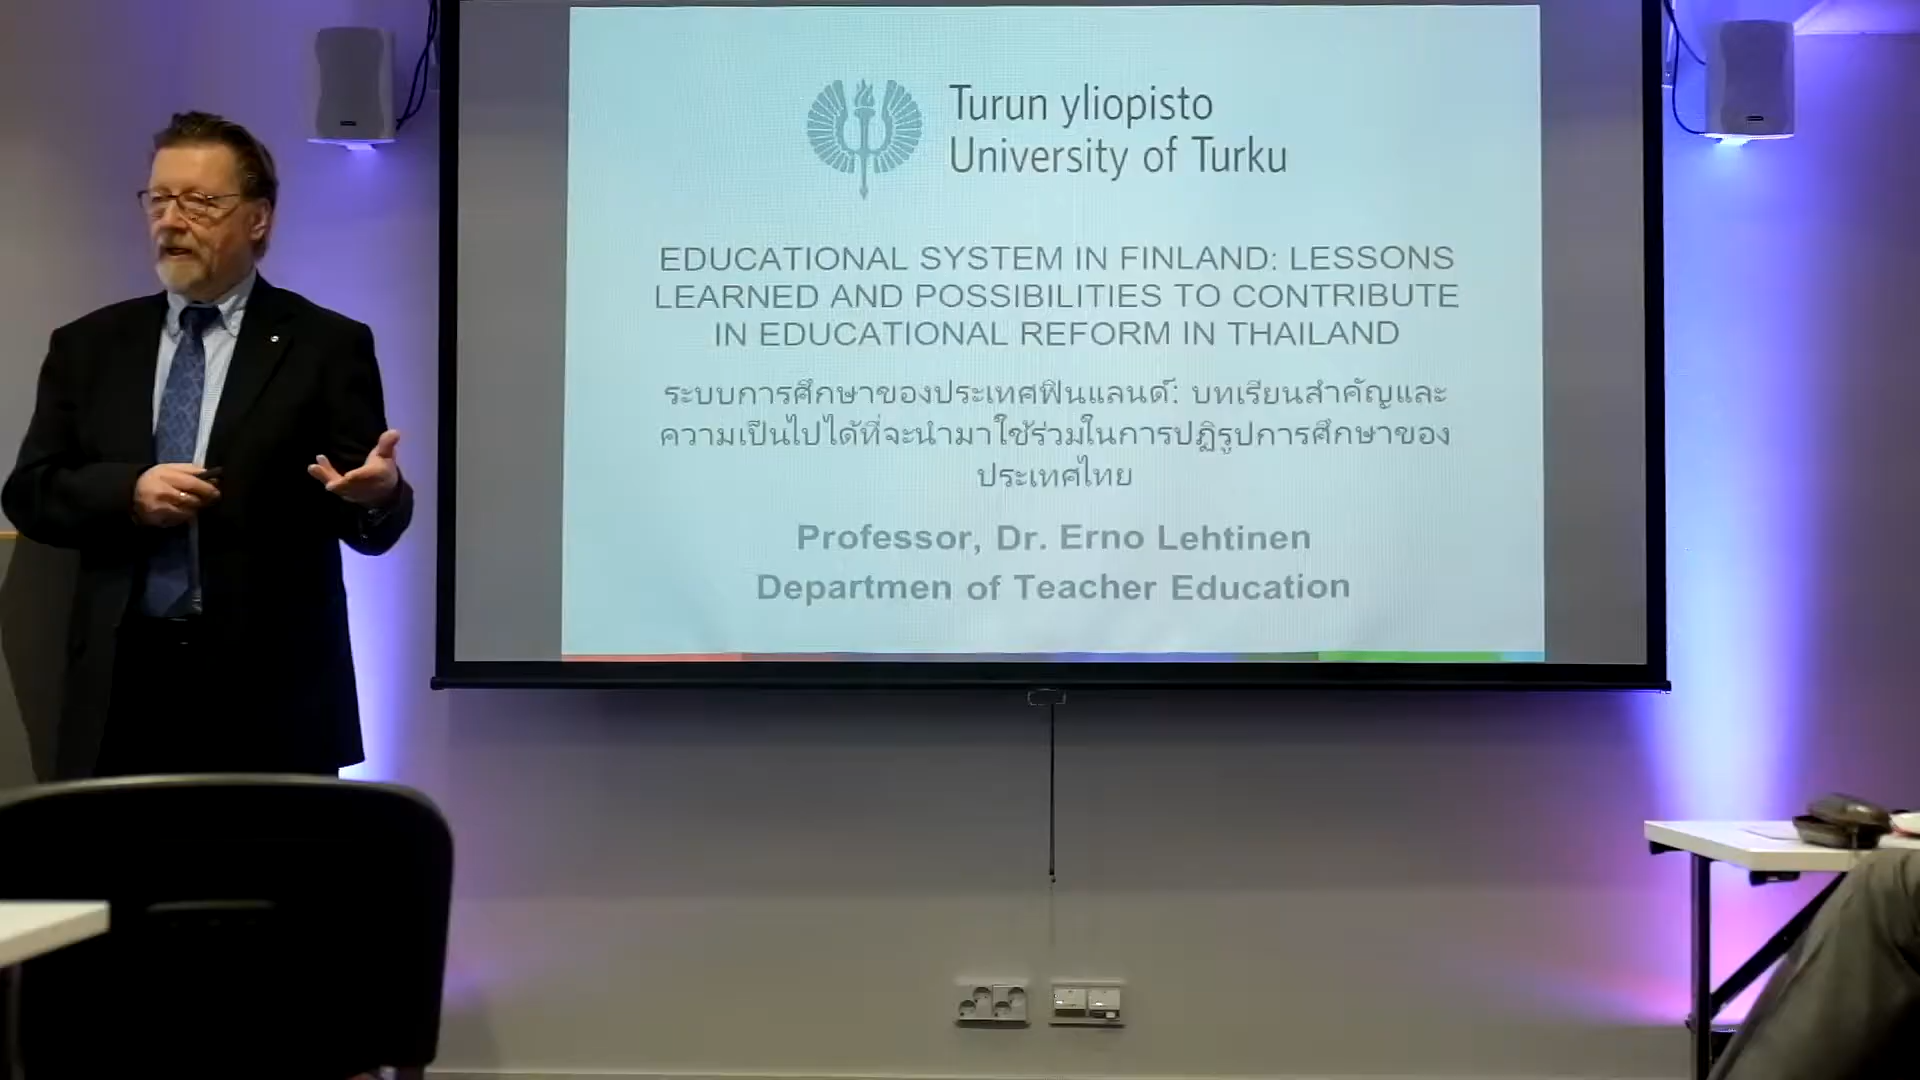 Turun yliopisto
University of Turku
EDUCATIONAL SYSTEM IN FINLAND: LESSONS
LEARNED AND POSSIBILITIES TO CONTRIBUTE
IN EDUCATIONAL REFORM IN THAILAND
ระบบการศึกษาของประเทศฟินแลนด์: บทเรียนสำคัญและ
ความเป็นไปได้ที่จะนำมาใช้ร่วมในการปฏิรูปการศึกษาของ
ประเทศไทย
Professor, Dr. Erno Lehtinen
Departmen of Teacher Education